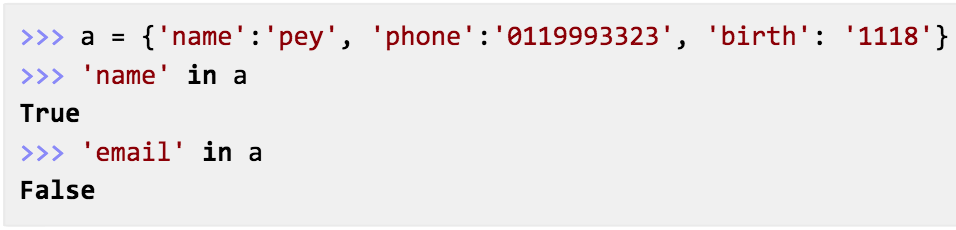 >>> a = {'name':'pey', 'phone':'0119993323', 'birth': '1118'}
>>> 'name' in a
True
>>> 'email' in a
False